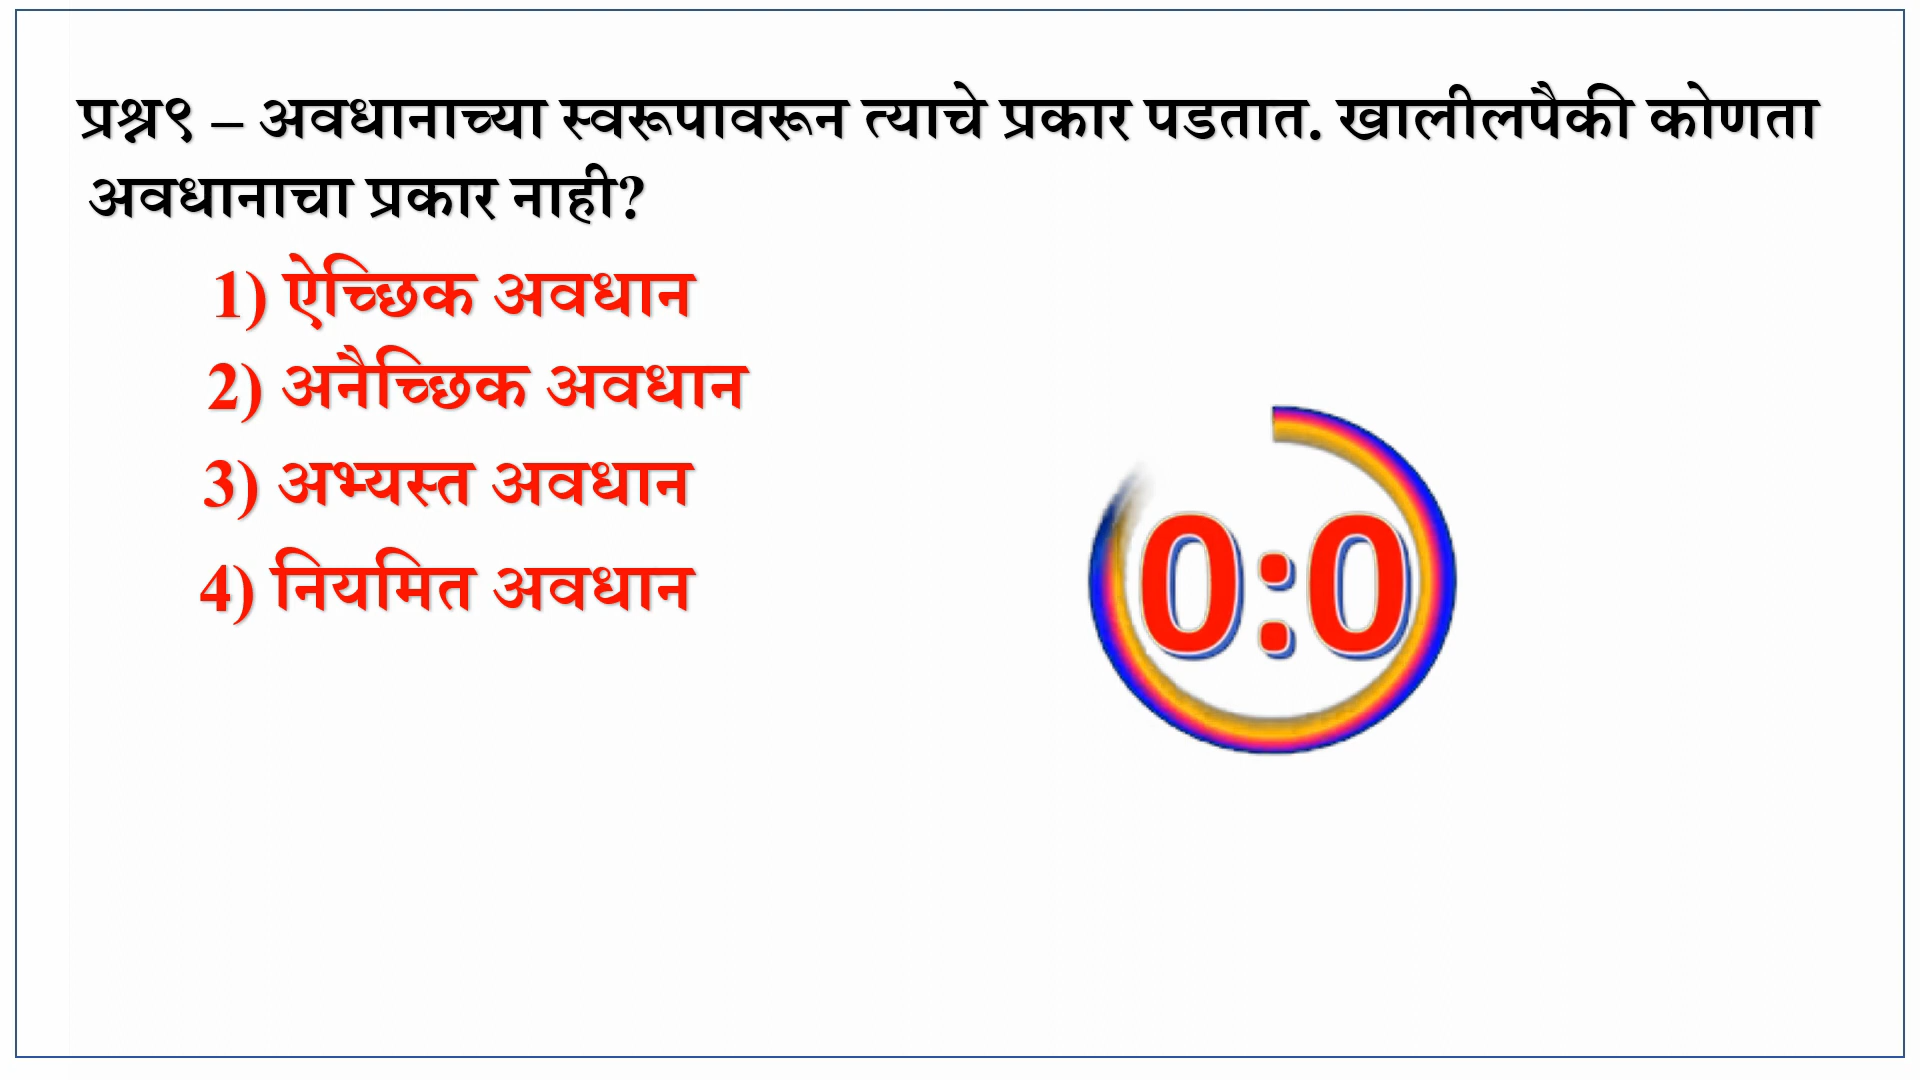 प्रश्न९ – अवधानाच्या स्वरूपावरून त्याचे प्रकार पडतात. खालीलपैकी कोणता
अवधानाचा प्रकार नाही?
1) ऐच्छिक अवधान
2) अनैच्छिक अवधान
3) अभ्यस्त अवधान
4) नियमित अवधान
0:0